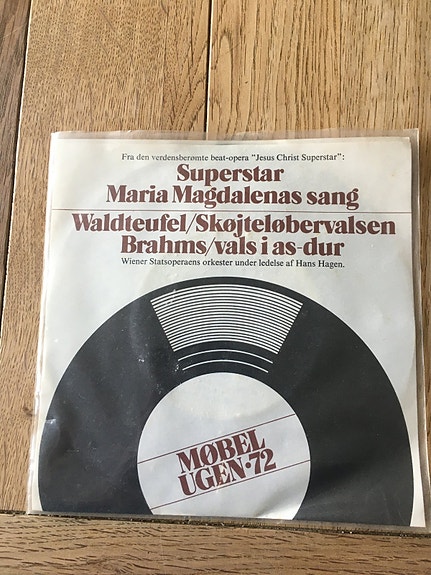 Fra den verdensberømte beat-opera "Jesus Christ Superstar":
Superstar
Maria Magdalenas sang
Waldteufel/Skøjteløbervalsen
Brahms/vals i as-dur
Wiener Statsoperaens orkester under ledelse af Hans Hagen.
MØBEL
UGEN·72